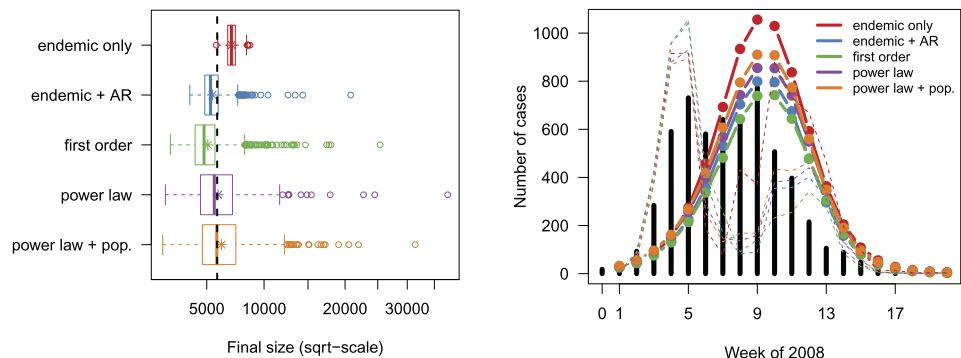 endemic only
endemic + AR
first order
power law
power law + pop.
5000 10000 20000 30000
Final size (sqrt−scale)
Number of cases
1000
800
600
400
200
0
endemic only
endemic + AR
first order
power law
power law + pop.
0 1 5 9 13 17
Week of 2008